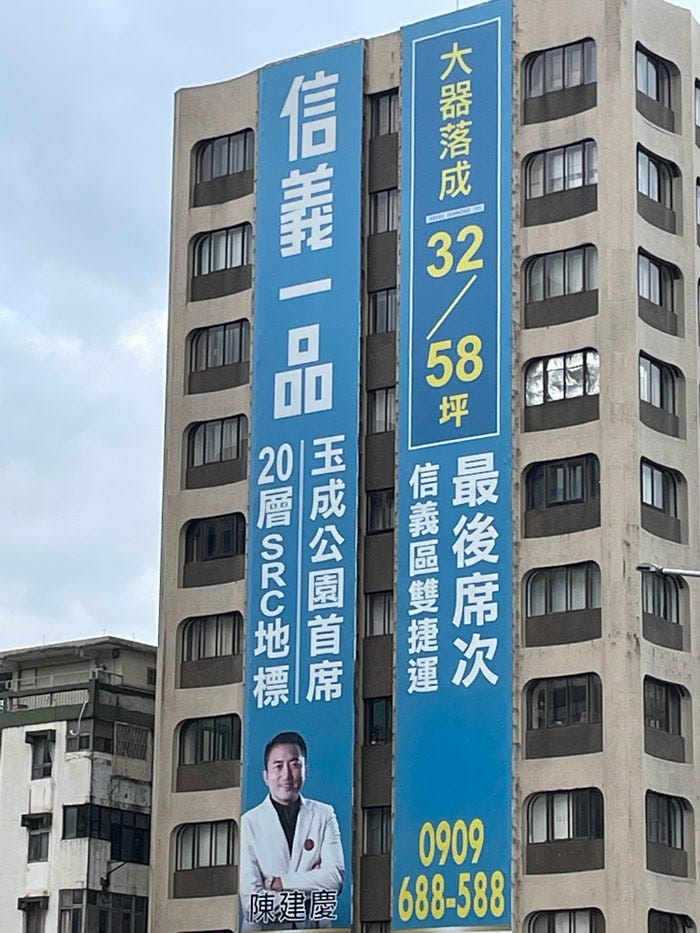 信義一品
玉成公園首席
20層SRC地標
陳建慶
大器落成
32/58坪
最後席次
信義區雙捷運
0909
688-588